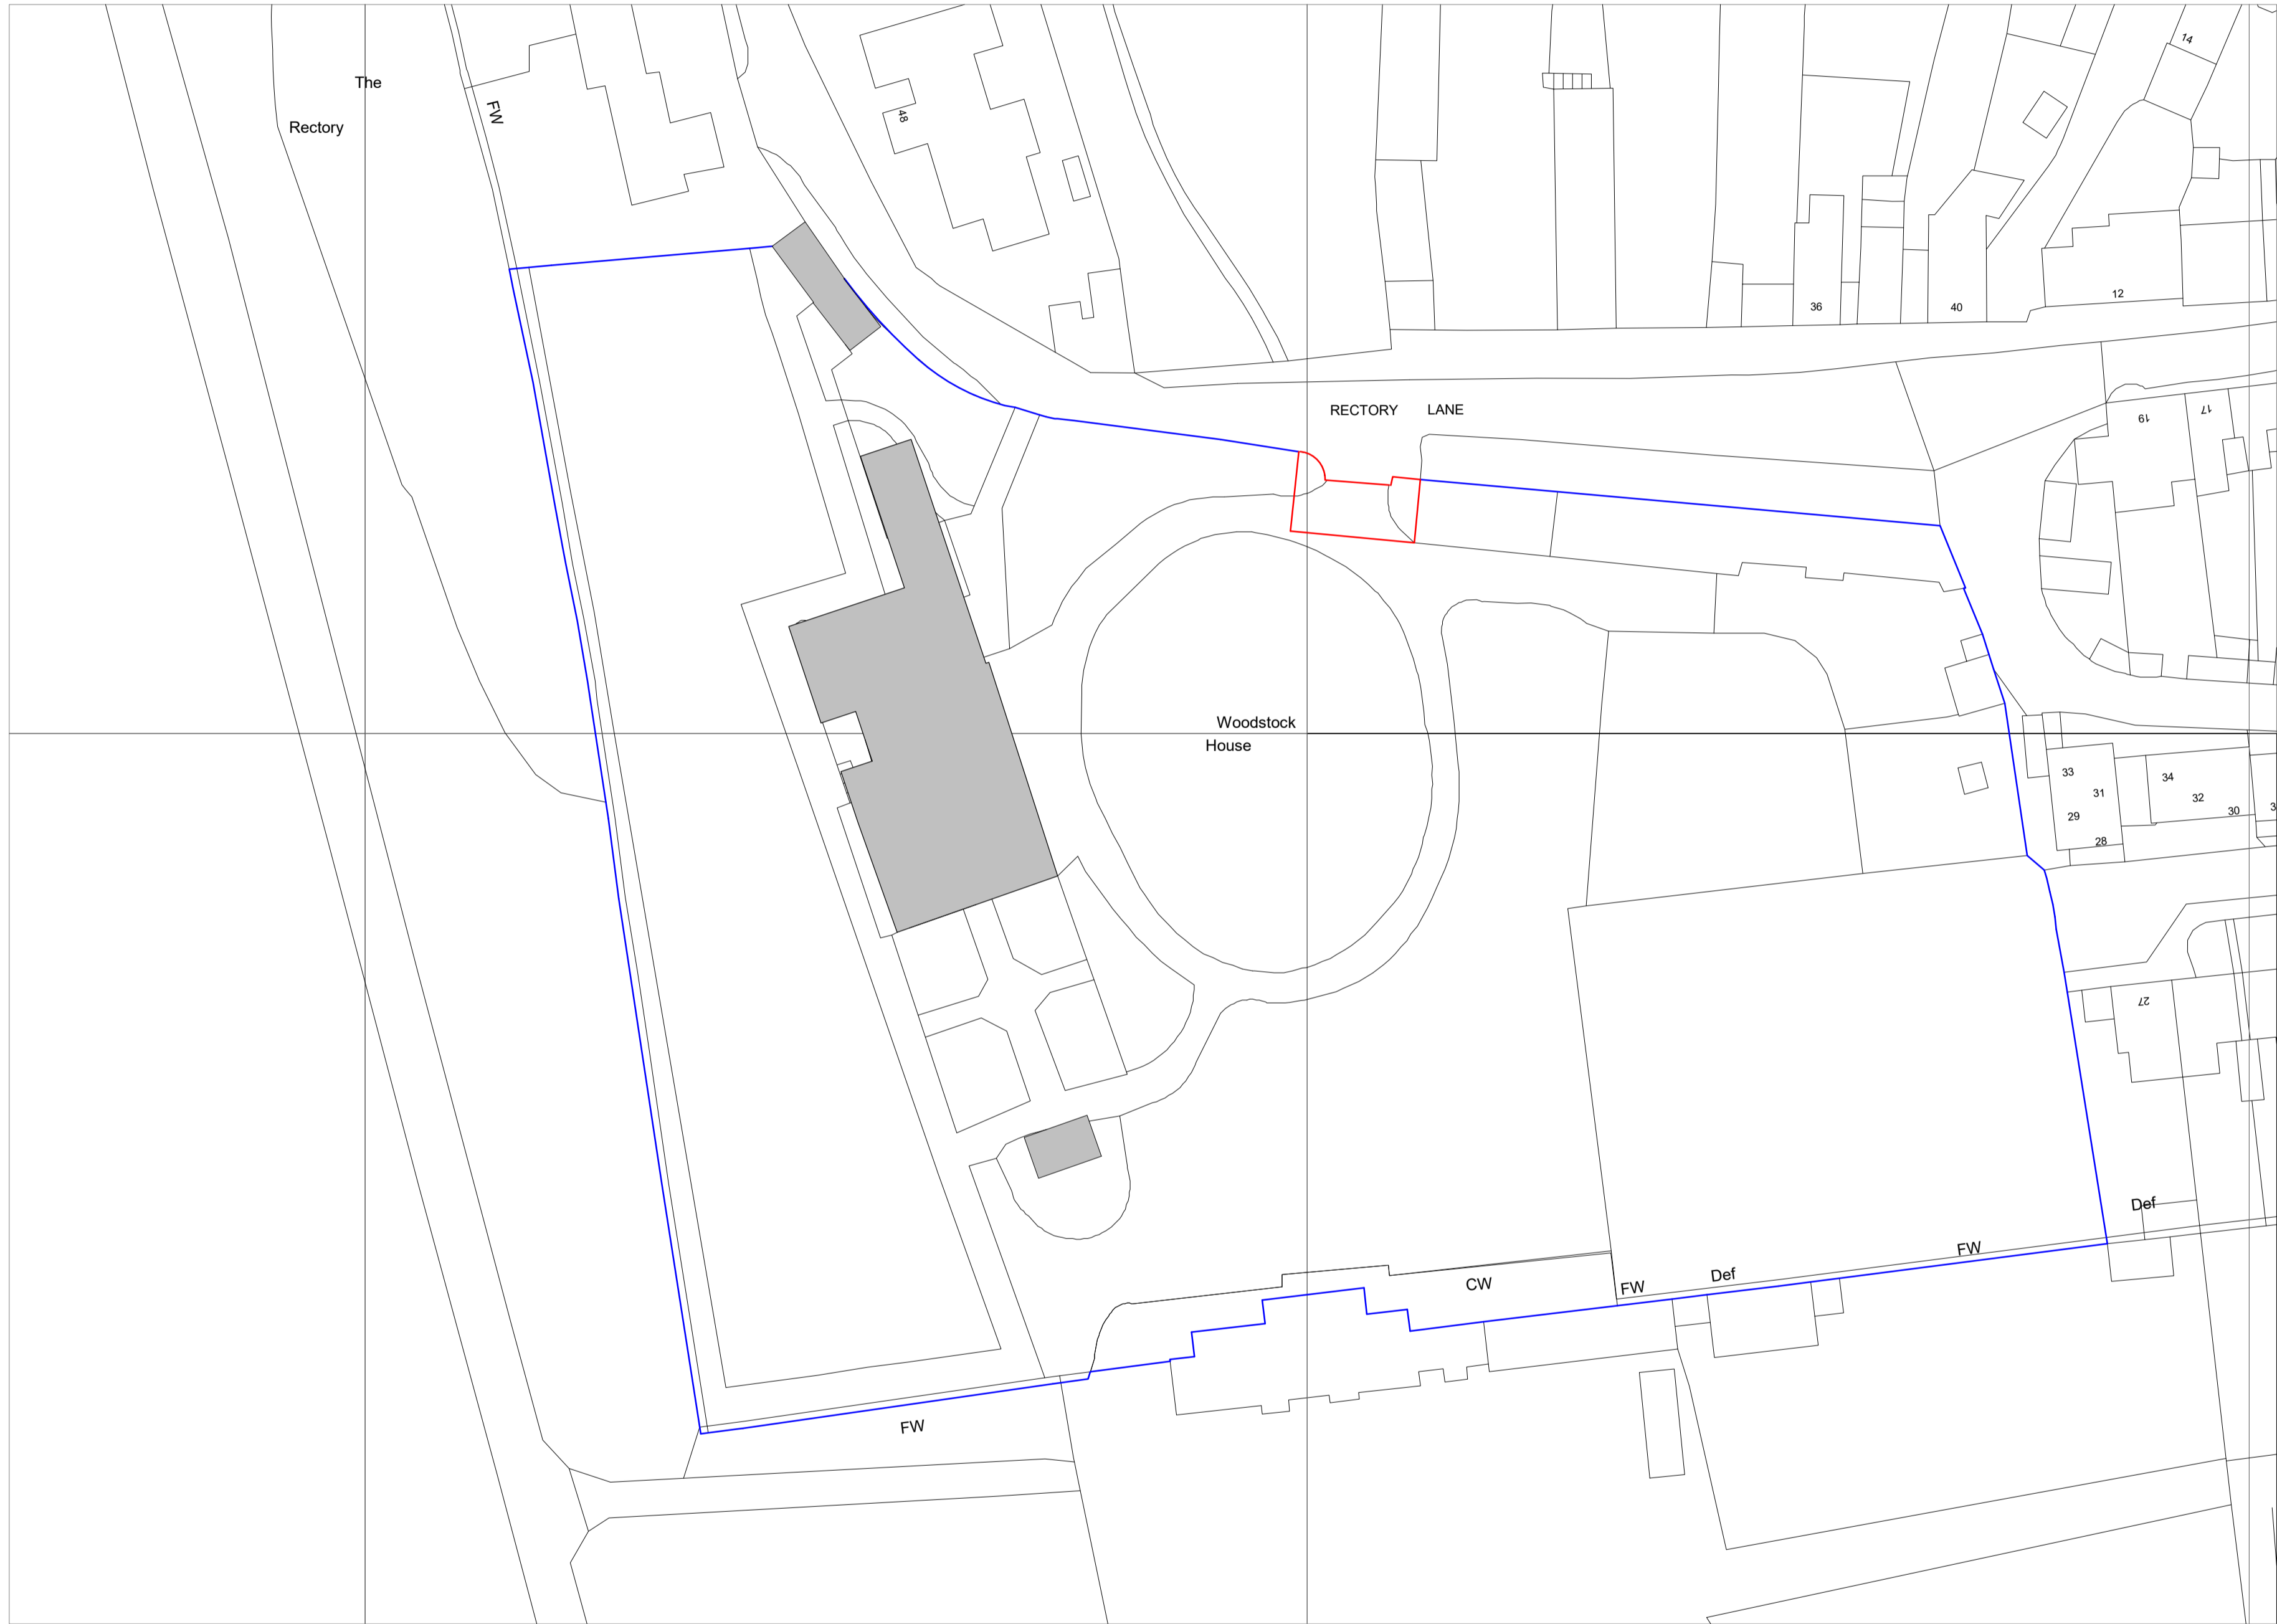 14
The
FW
Rectory
48
36
40
12
RECTORY LANE
19
17
Woodstock
House
33
34
31
32
29
30
3
28
27
Def
FW
Def
FW
CW
FW